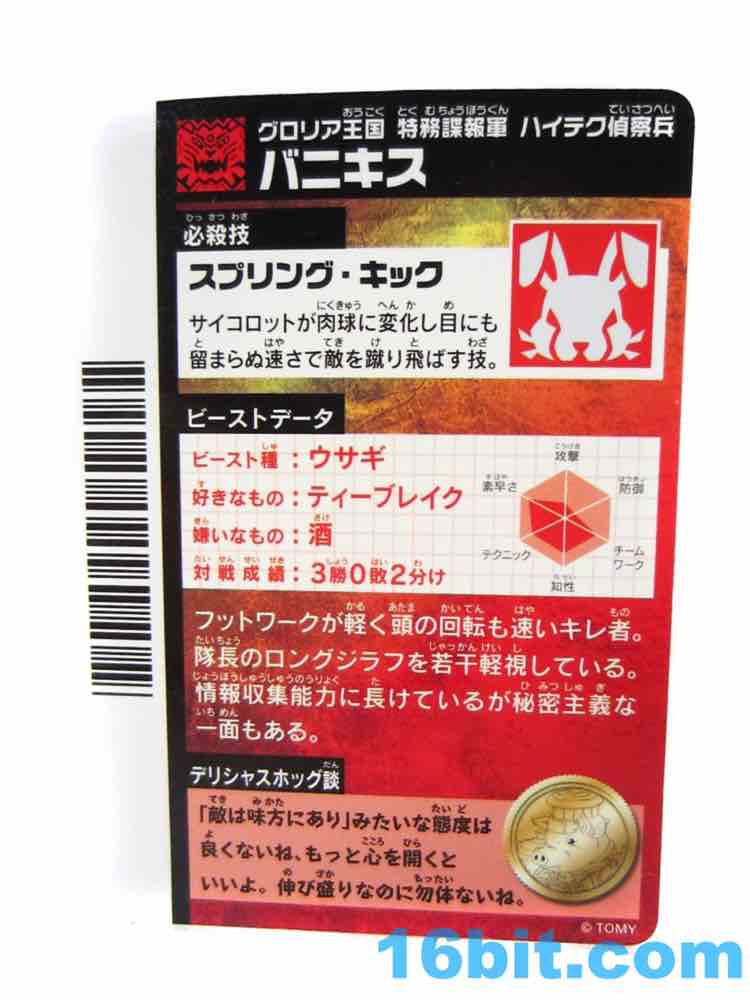 グロリア王国 特務諜報軍 ハイテク偵察兵
バニキス
必殺技
スプリング・キック
サイコロットが肉球に変化し目にも
留まらぬ速さで敵を蹴り飛ばす技。
ビーストデータ
ビースト種：ウサギ
好きなもの：ティーブレイク
嫌いなもの：酒
対戦成績：3勝0敗2分け
攻撃
防御
チームワーク
知性
テクニック
素早さ
フットワークが軽く頭の回転も速いキレ者。
隊長のロングジラフを若干軽視している。
情報収集能力に長けているが秘密主義な
一面もある。
デリシャスホッグ談
「敵は味方にあり」みたいな態度は
良くないね、もっと心を開くと
いいよ。伸び盛りなのに勿体ないね。
© TOMY
16bit.com